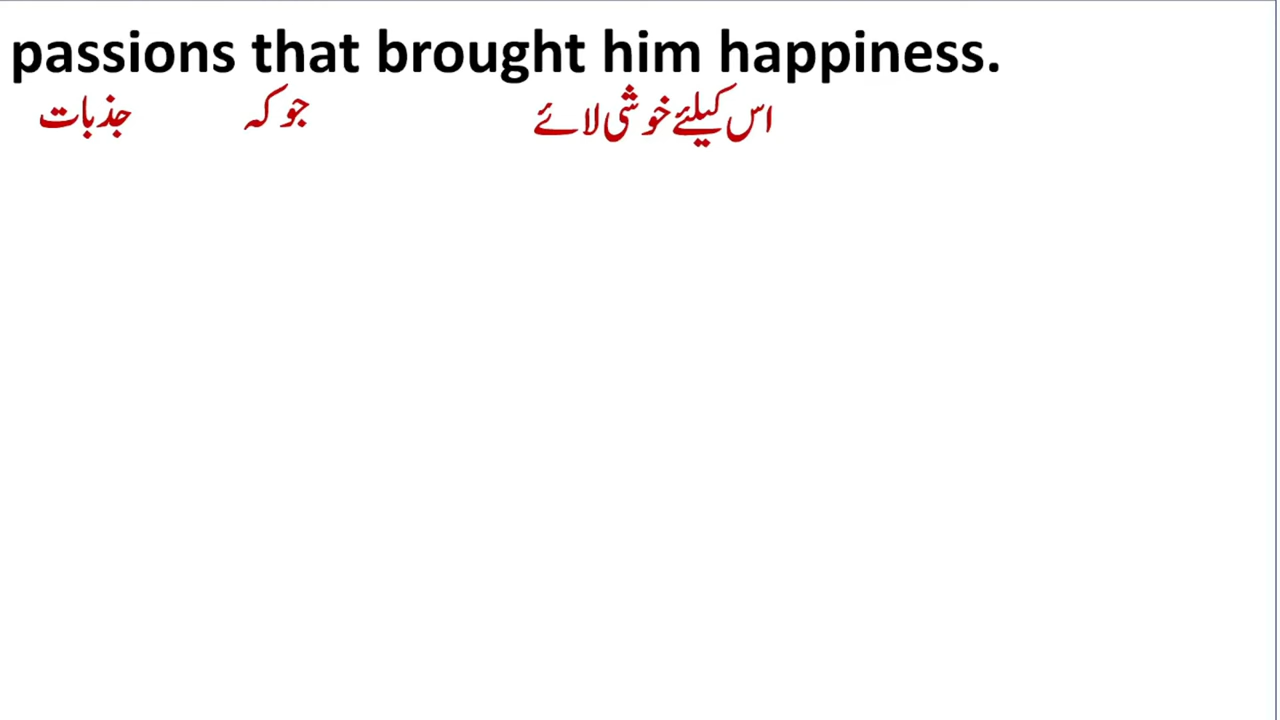 passions that brought him happiness.
جذبات جو کہ اس کیلئے خوشی لائے